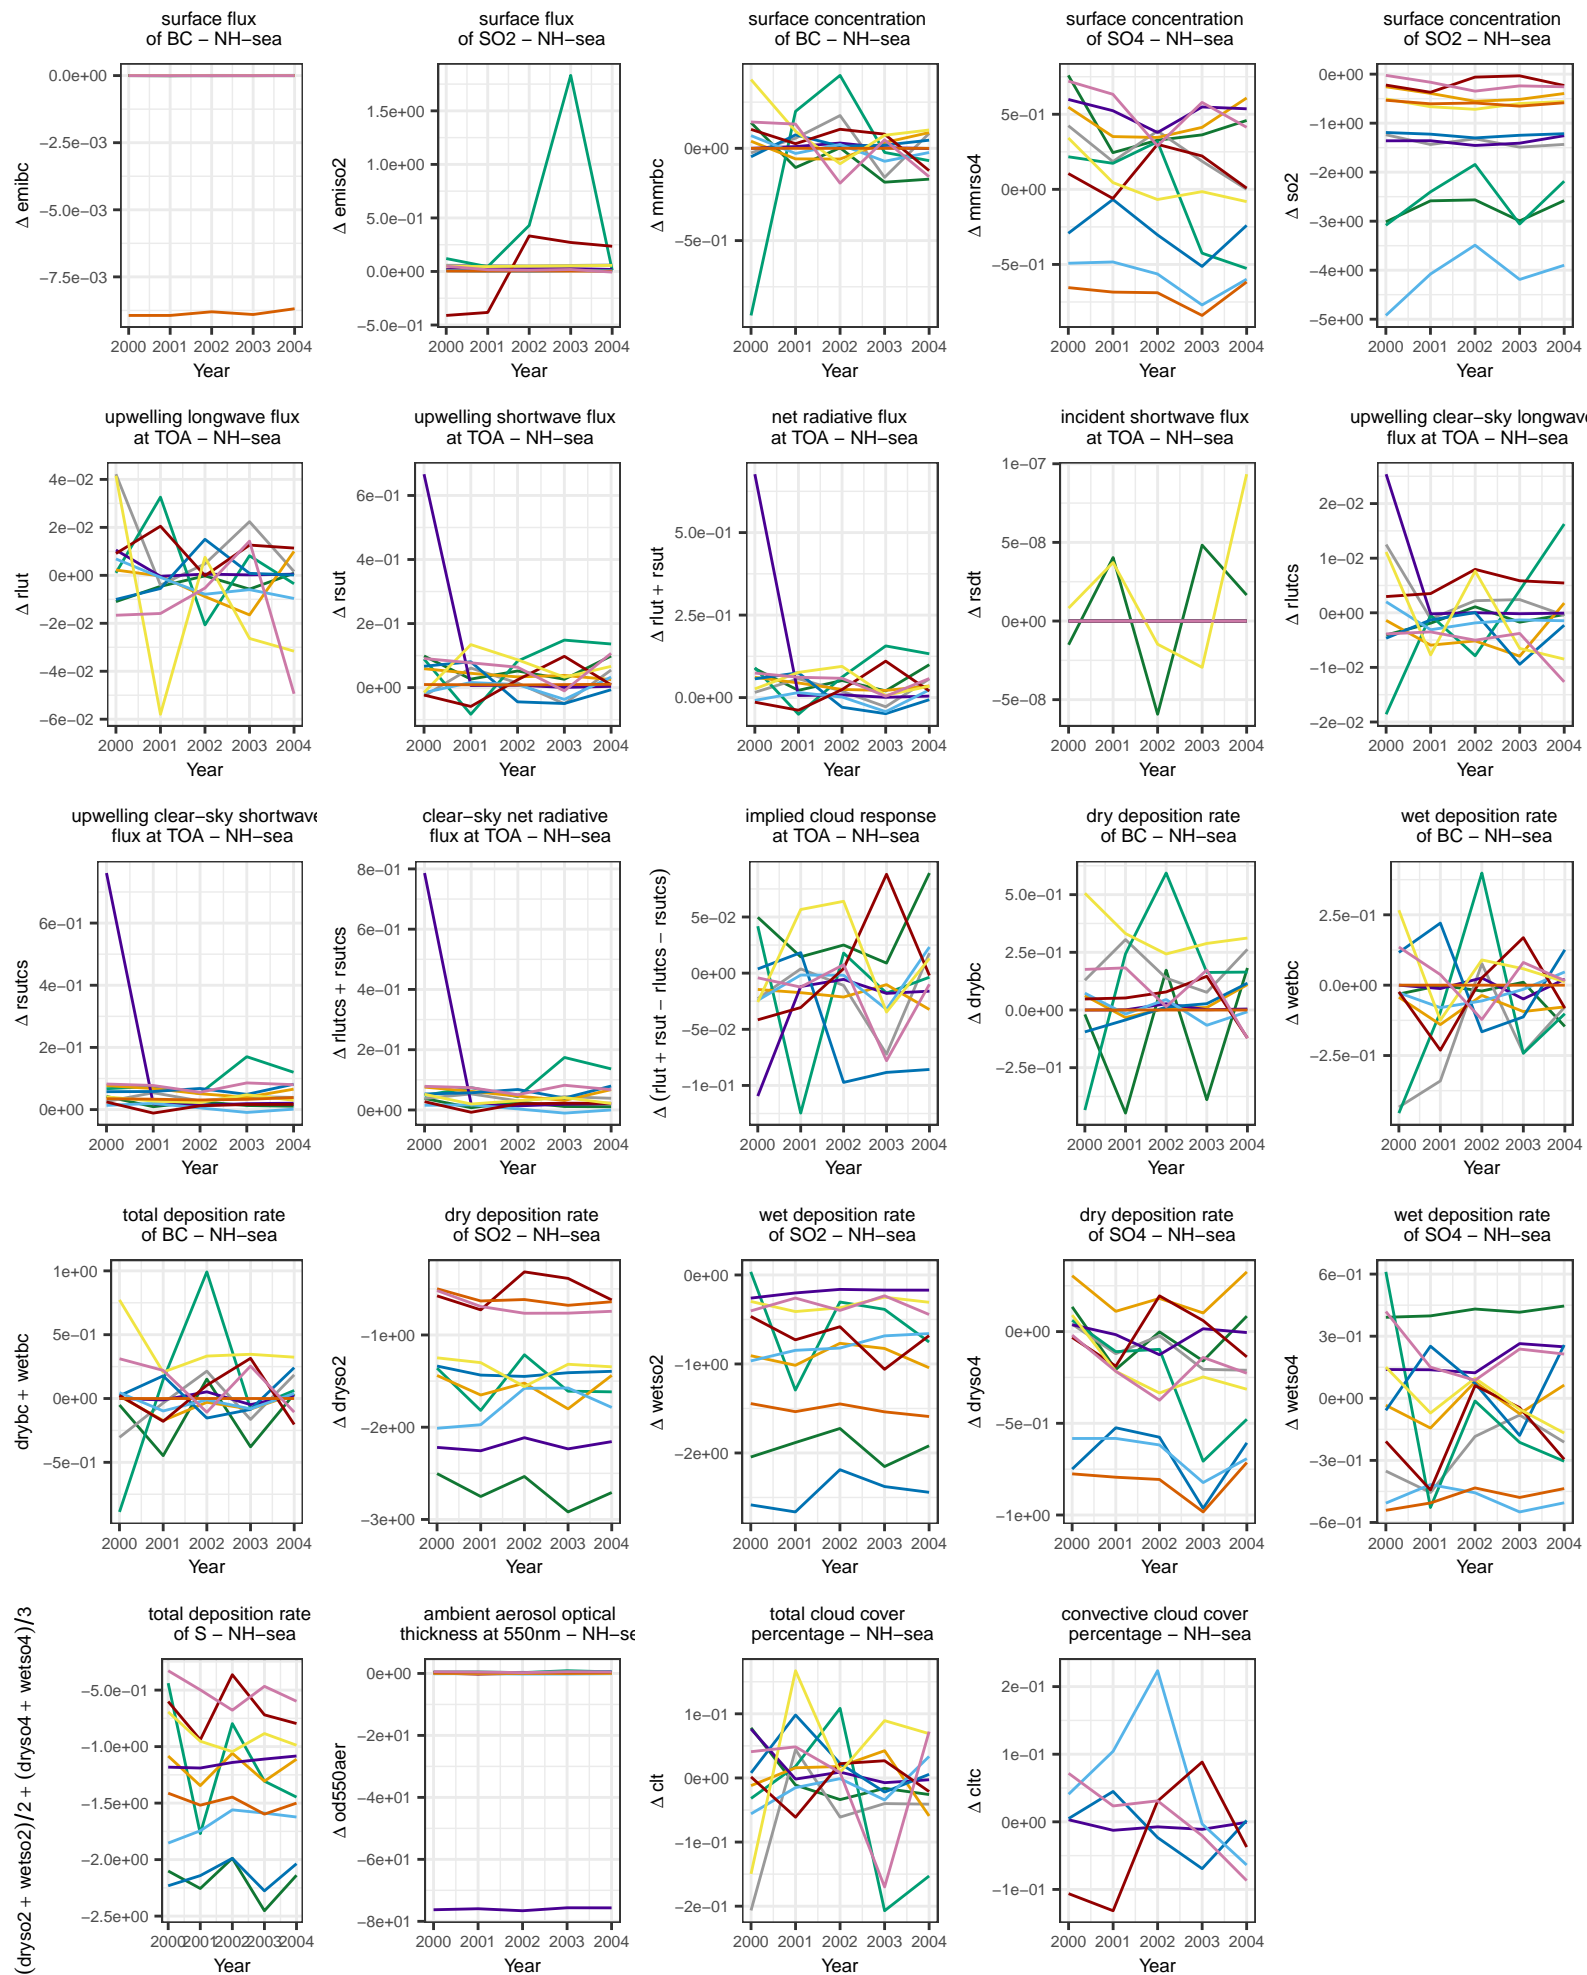 surface flux
of BC − NH−sea
surface flux
of SO2 − NH−sea
surface concentration
of BC − NH−sea
surface concentration
of SO4 − NH−sea
surface concentration
of SO2 − NH−sea
Δ emibc
0.0e+00
−2.5e−03
−5.0e−03
−7.5e−03
2000 2001 2002 2003 2004
Year
Δ emiso2
1.5e+00
1.0e+00
5.0e−01
0.0e+00
−5.0e−01
2000 2001 2002 2003 2004
Year
Δ mmrbc
0e+00
−5e−01
2000 2001 2002 2003 2004
Year
Δ mmrso4
5e−01
0e+00
−5e−01
2000 2001 2002 2003 2004
Year
Δ so2
0e+00
−1e+00
−2e+00
−3e+00
−4e+00
−5e+00
2000 2001 2002 2003 2004
Year
upwelling longwave flux
at TOA − NH−sea
upwelling shortwave flux
at TOA − NH−sea
net radiative flux
at TOA − NH−sea
incident shortwave flux
at TOA − NH−sea
upwelling clear−sky longwave
flux at TOA − NH−sea
Δ rlut
4e−02
2e−02
0e+00
−2e−02
−4e−02
−6e−02
2000 2001 2002 2003 2004
Year
Δ rsut
6e−01
4e−01
2e−01
0e+00
2000 2001 2002 2003 2004
Year
Δ rlut + rsut
5.0e−01
2.5e−01
0.0e+00
2000 2001 2002 2003 2004
Year
Δ rsdt
1e−07
5e−08
0e+00
−5e−08
2000 2001 2002 2003 2004
Year
Δ rlutcs
2e−02
1e−02
0e+00
−1e−02
−2e−02
2000 2001 2002 2003 2004
Year
upwelling clear−sky shortwave
flux at TOA − NH−sea
clear−sky net radiative
flux at TOA − NH−sea
implied cloud response
at TOA − NH−sea
dry deposition rate
of BC − NH−sea
wet deposition rate
of BC − NH−sea
Δ rsutcs
6e−01
4e−01
2e−01
0e+00
2000 2001 2002 2003 2004
Year
Δ rlutcs + rsutcs
8e−01
6e−01
4e−01
2e−01
0e+00
2000 2001 2002 2003 2004
Year
Δ (rlut + rsut − rlutcs − rsutcs)
5e−02
0e+00
−5e−02
−1e−01
2000 2001 2002 2003 2004
Year
Δ drybc
5.0e−01
2.5e−01
0.0e+00
−2.5e−01
2000 2001 2002 2003 2004
Year
Δ wetbc
2.5e−01
0.0e+00
−2.5e−01
2000 2001 2002 2003 2004
Year
total deposition rate
of BC − NH−sea
dry deposition rate
of SO2 − NH−sea
wet deposition rate
of SO2 − NH−sea
dry deposition rate
of SO4 − NH−sea
wet deposition rate
of SO4 − NH−sea
drybc + wetbc
1e+00
5e−01
0e+00
−5e−01
2000 2001 2002 2003 2004
Year
Δ dryso2
−1e+00
−2e+00
−3e+00
2000 2001 2002 2003 2004
Year
Δ wetso2
0e+00
−1e+00
−2e+00
2000 2001 2002 2003 2004
Year
Δ dryso4
0e+00
−5e−01
−1e+00
2000 2001 2002 2003 2004
Year
Δ wetso4
6e−01
3e−01
0e+00
−3e−01
−6e−01
2000 2001 2002 2003 2004
Year
total deposition rate
of S − NH−sea
ambient aerosol optical
thickness at 550nm − NH−se
total cloud cover
percentage − NH−sea
convective cloud cover
percentage − NH−sea
(dryso2 + wetso2)/2 + (dryso4 + wetso4)/3
−5.0e−01
−1.0e+00
−1.5e+00
−2.0e+00
−2.5e+00
2000 2001 2002 2003 2004
Year
Δ od550aer
0e+00
−2e+01
−4e+01
−6e+01
−8e+01
2000 2001 2002 2003 2004
Year
Δ clt
1e−01
0e+00
−1e−01
−2e−01
2000 2001 2002 2003 2004
Year
Δ cltc
2e−01
1e−01
0e+00
−1e−01
2000 2001 2002 2003 2004
Year